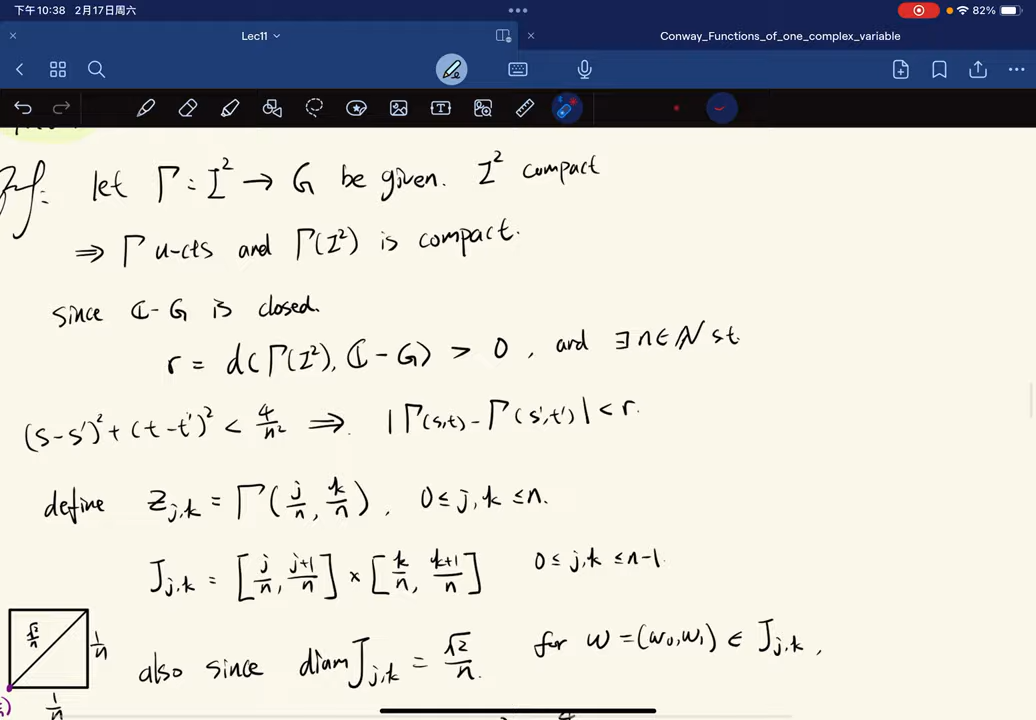 下午10:38 2月17日周六
82%
Lec11
Conway_Functions_of_one_complex_variable
Pf: let Γ: I² → G be given. I² compact
⇒ Γ u-cts and Γ(I²) is compact.
since ℂ-G is closed.
r = d(Γ(I²), ℂ-G) > 0, and ∃ n∈ℕ st.
(s-s')² + (t-t')² < 4/n² ⇒ |Γ(s,t) - Γ(s',t')| < r.
define Z_{j,k} = Γ(j/n, k/n), 0≤j,k≤n.
J_{j,k} = [j/n, j+1/n] × [k/n, k+1/n] 0≤j,k≤n-1.
√2/n
1/n
also since diam J_{j,k} = √2/n. for w = (w₀,w₁) ∈ J_{j,k},
1/n